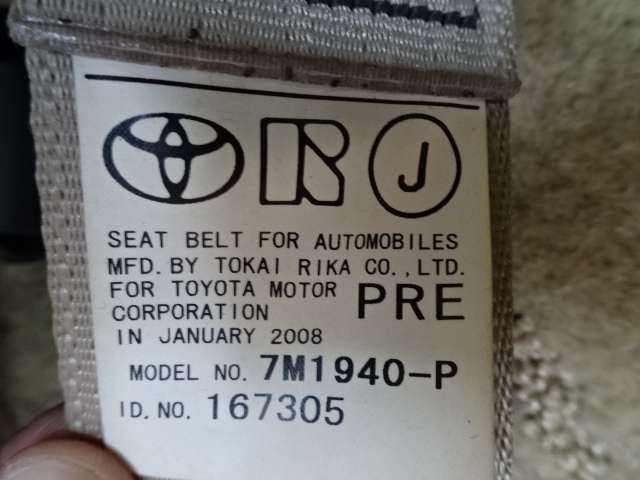 J
SEAT BELT FOR AUTOMOBILES
MFD. BY TOKAI RIKA CO., LTD.
FOR TOYOTA MOTOR
CORPORATION PRE
IN JANUARY 2008
MODEL NO. 7M1940-P
ID. NO. 167305